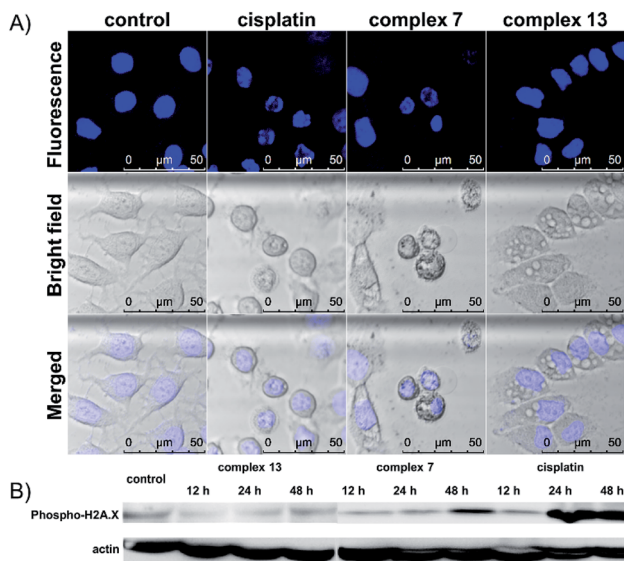 A)
control cisplatin complex 7 complex 13
Fluorescence
0 µm 50 0 µm 50 0 µm 50 0 µm 50
Bright field
0 µm 50 0 µm 50 0 µm 50 0 µm 50
Merged
0 µm 50 0 µm 50 0 µm 50 0 µm 50
B)
control complex 13 complex 7 cisplatin
12 h 24 h 48 h 12 h 24 h 48 h 12 h 24 h 48 h
Phospho-H2A.X
actin